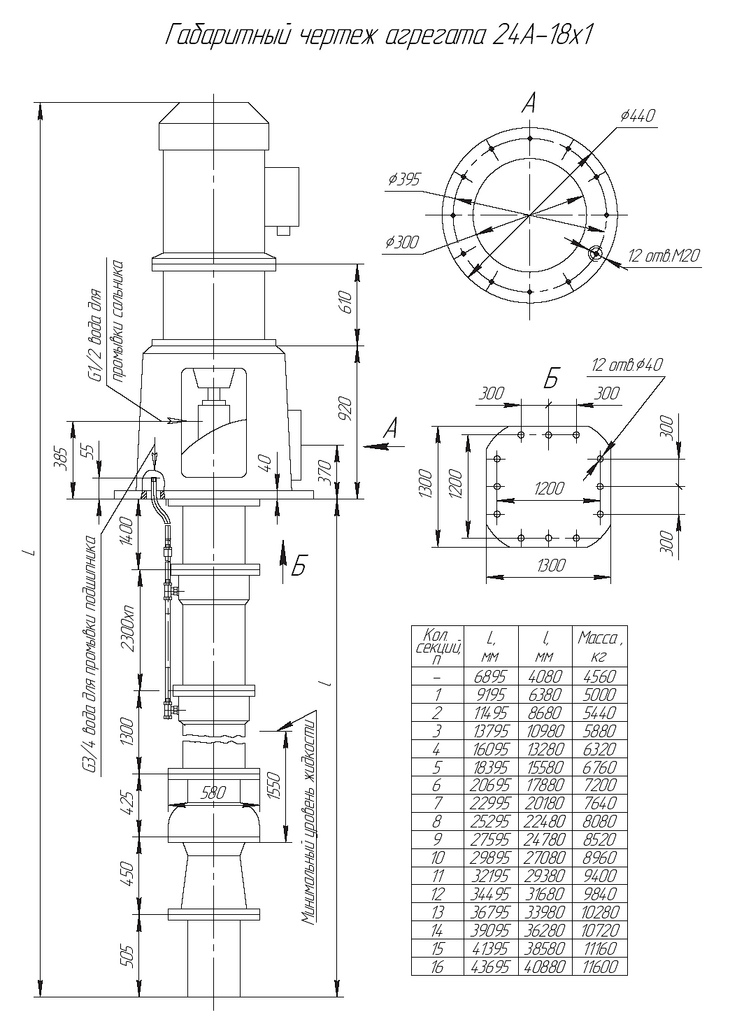 Габаритный чертеж агрегата 24А-18х1
А
ϕ440
ϕ395
ϕ300
12 отв.М20
G1/2 вода для
промывки сальника
610
920
А
385
55
40
370
1400
Б
L
2300хn
l
G3/4 вода для промывки подшипника
1300
580
1550
425
Минимальный уровень жидкости
450
505
Б
12 отв.ϕ40
300
300
300
1300
1200
1200
300
1300
Кол. секций, n L, мм l, мм Масса, кг
– 6895 4080 4560
1 9195 6380 5000
2 11495 8680 5440
3 13795 10980 5880
4 16095 13280 6320
5 18395 15580 6760
6 20695 17880 7200
7 22995 20180 7640
8 25295 22480 8080
9 27595 24780 8520
10 29895 27080 8960
11 32195 29380 9400
12 34495 31680 9840
13 36795 33980 10280
14 39095 36280 10720
15 41395 38580 11160
16 43695 40880 11600